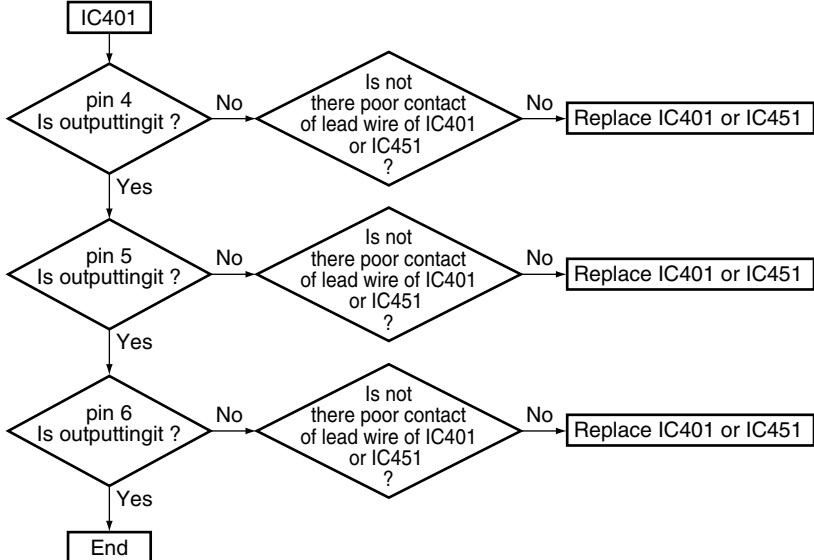 IC401
pin 4
Is outputtingit ?
No
Is not
there poor contact
of lead wire of IC401
or IC451
?
No
Replace IC401 or IC451
Yes
pin 5
Is outputtingit ?
No
Is not
there poor contact
of lead wire of IC401
or IC451
?
No
Replace IC401 or IC451
Yes
pin 6
Is outputtingit ?
No
Is not
there poor contact
of lead wire of IC401
or IC451
?
No
Replace IC401 or IC451
Yes
End